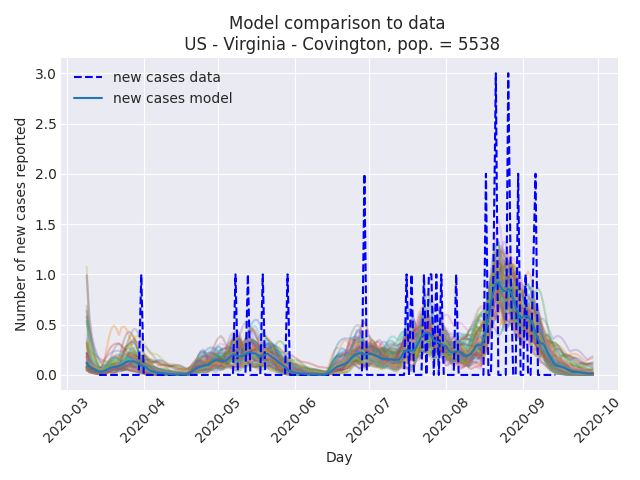 Model comparison to data
US - Virginia - Covington, pop. = 5538
new cases data
new cases model
Number of new cases reported
3.0
2.5
2.0
1.5
1.0
0.5
0.0
2020-03
2020-04
2020-05
2020-06
2020-07
2020-08
2020-09
2020-10
Day